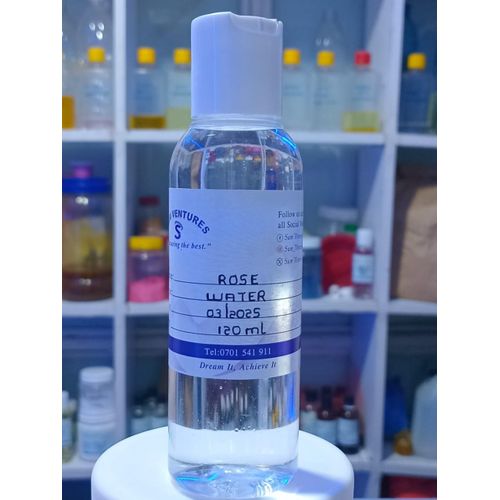 VENTURES
S
the best."
ROSE
WATER
03/2025
120 ml
Tel:0701 541 911
Dream It, Achieve It
Follow us
all Social